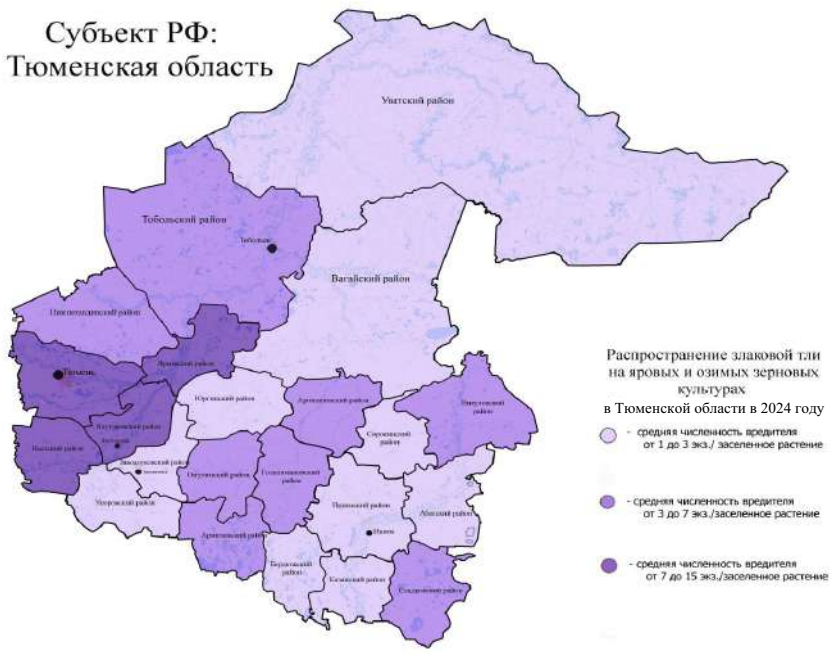 Субъект РФ:
Тюменская область
Уватский район
Тобольский район
Тобольск
Вагайский район
Нижнетавдинский район
Ярковский район
Тюмень
Юргинский район
Аромашевский район
Викуловский
район
Ялуторовский район
Сорокинский
район
Исетский район
Заводоуковский район
Омутинский район
Голышмановский
район
Упоровский район
Ишимский район
Абатский район
Ишим
Армизонский район
Бердюжский
район
Казанский район
Сладковский район
Распространение злаковой тли
на яровых и озимых зерновых
культурах
в Тюменской области в 2024 году
- средняя численность вредителя
от 1 до 3 экз./ заселенное растение
- средняя численность вредителя
от 3 до 7 экз./заселенное растение
- средняя численность вредителя
от 7 до 15 экз./заселенное растение